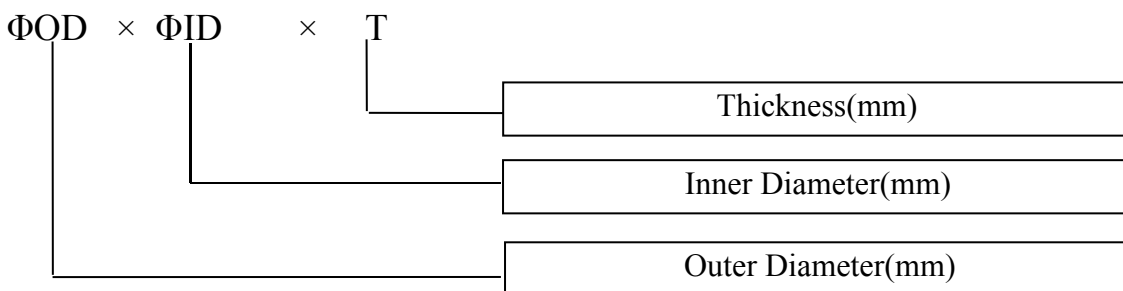 ΦOD × ΦID × T
Thickness(mm)
Inner Diameter(mm)
Outer Diameter(mm)